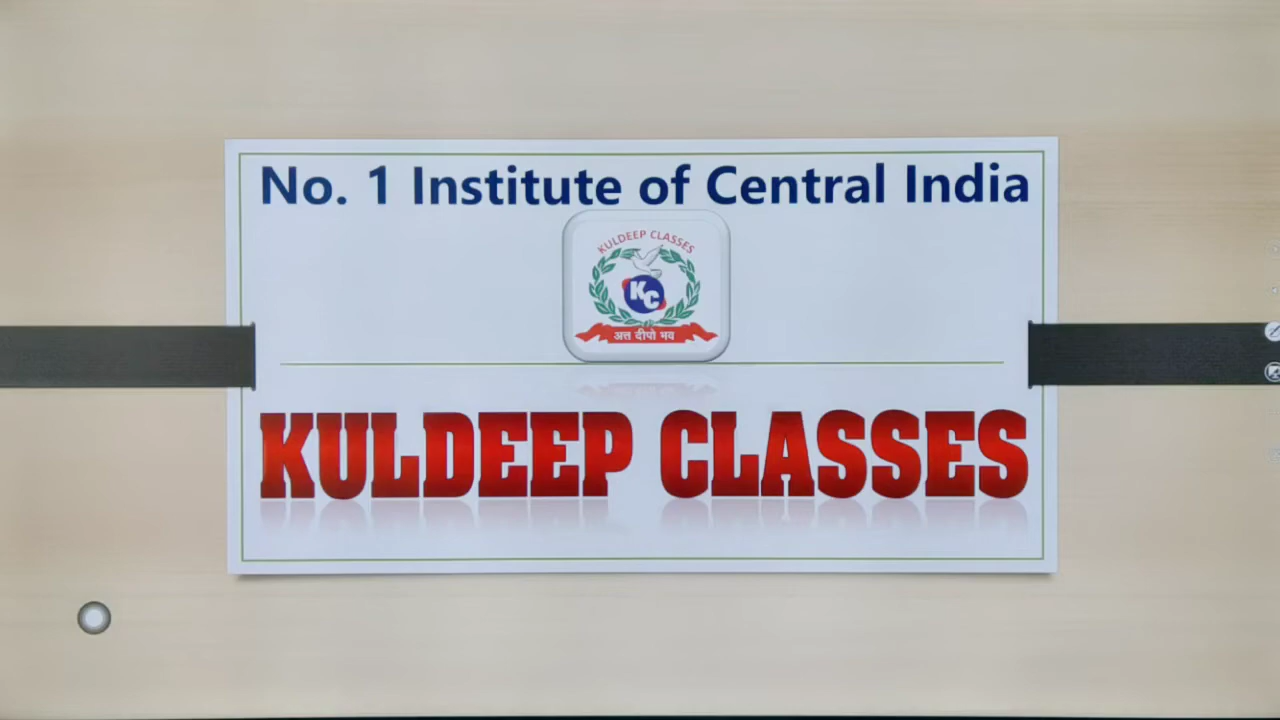 No. 1 Institute of Central India
KULDEEP CLASSES
KC
अत्त दीपो भव
KULDEEP CLASSES